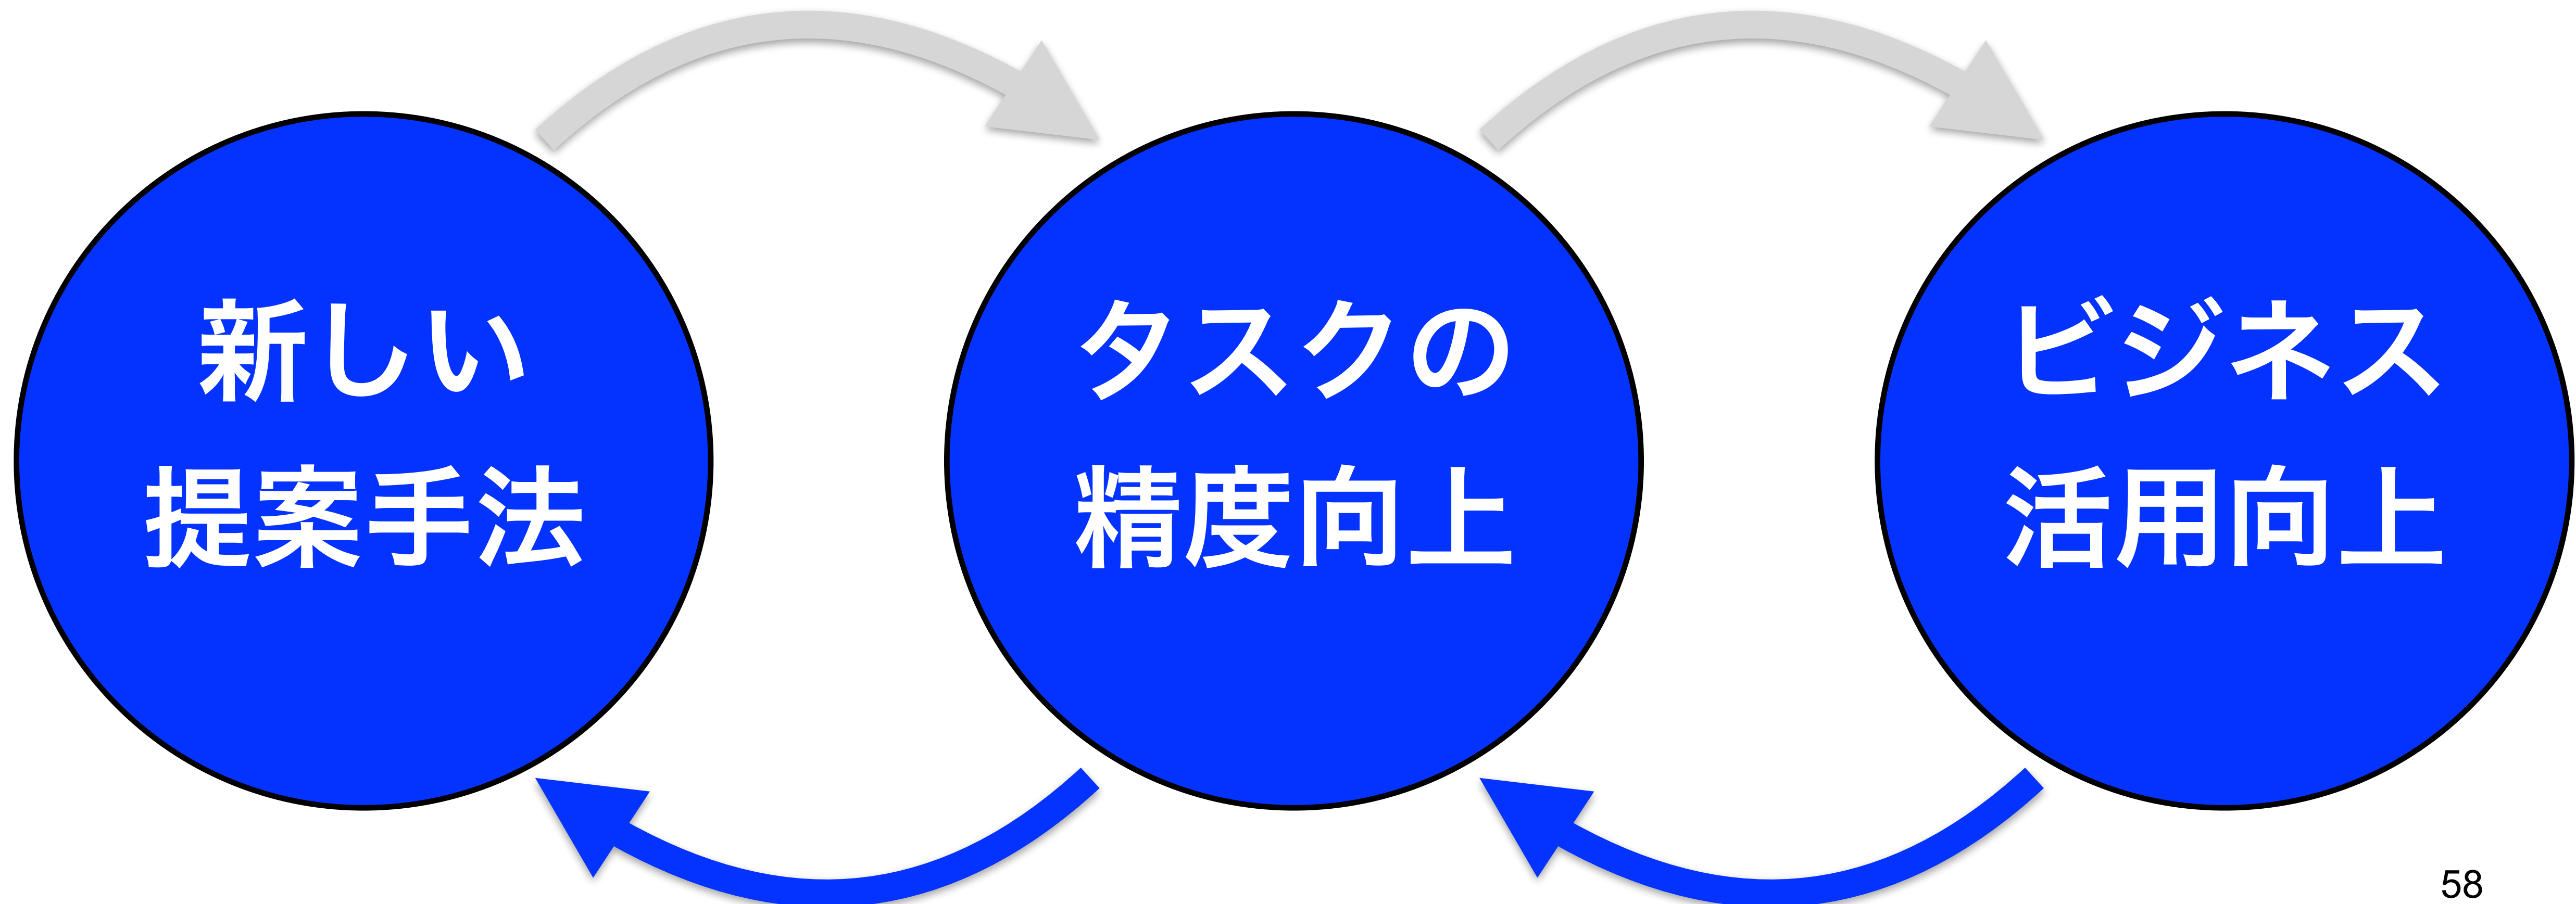 新しい
提案手法
タスクの
精度向上
ビジネス
活用向上
58